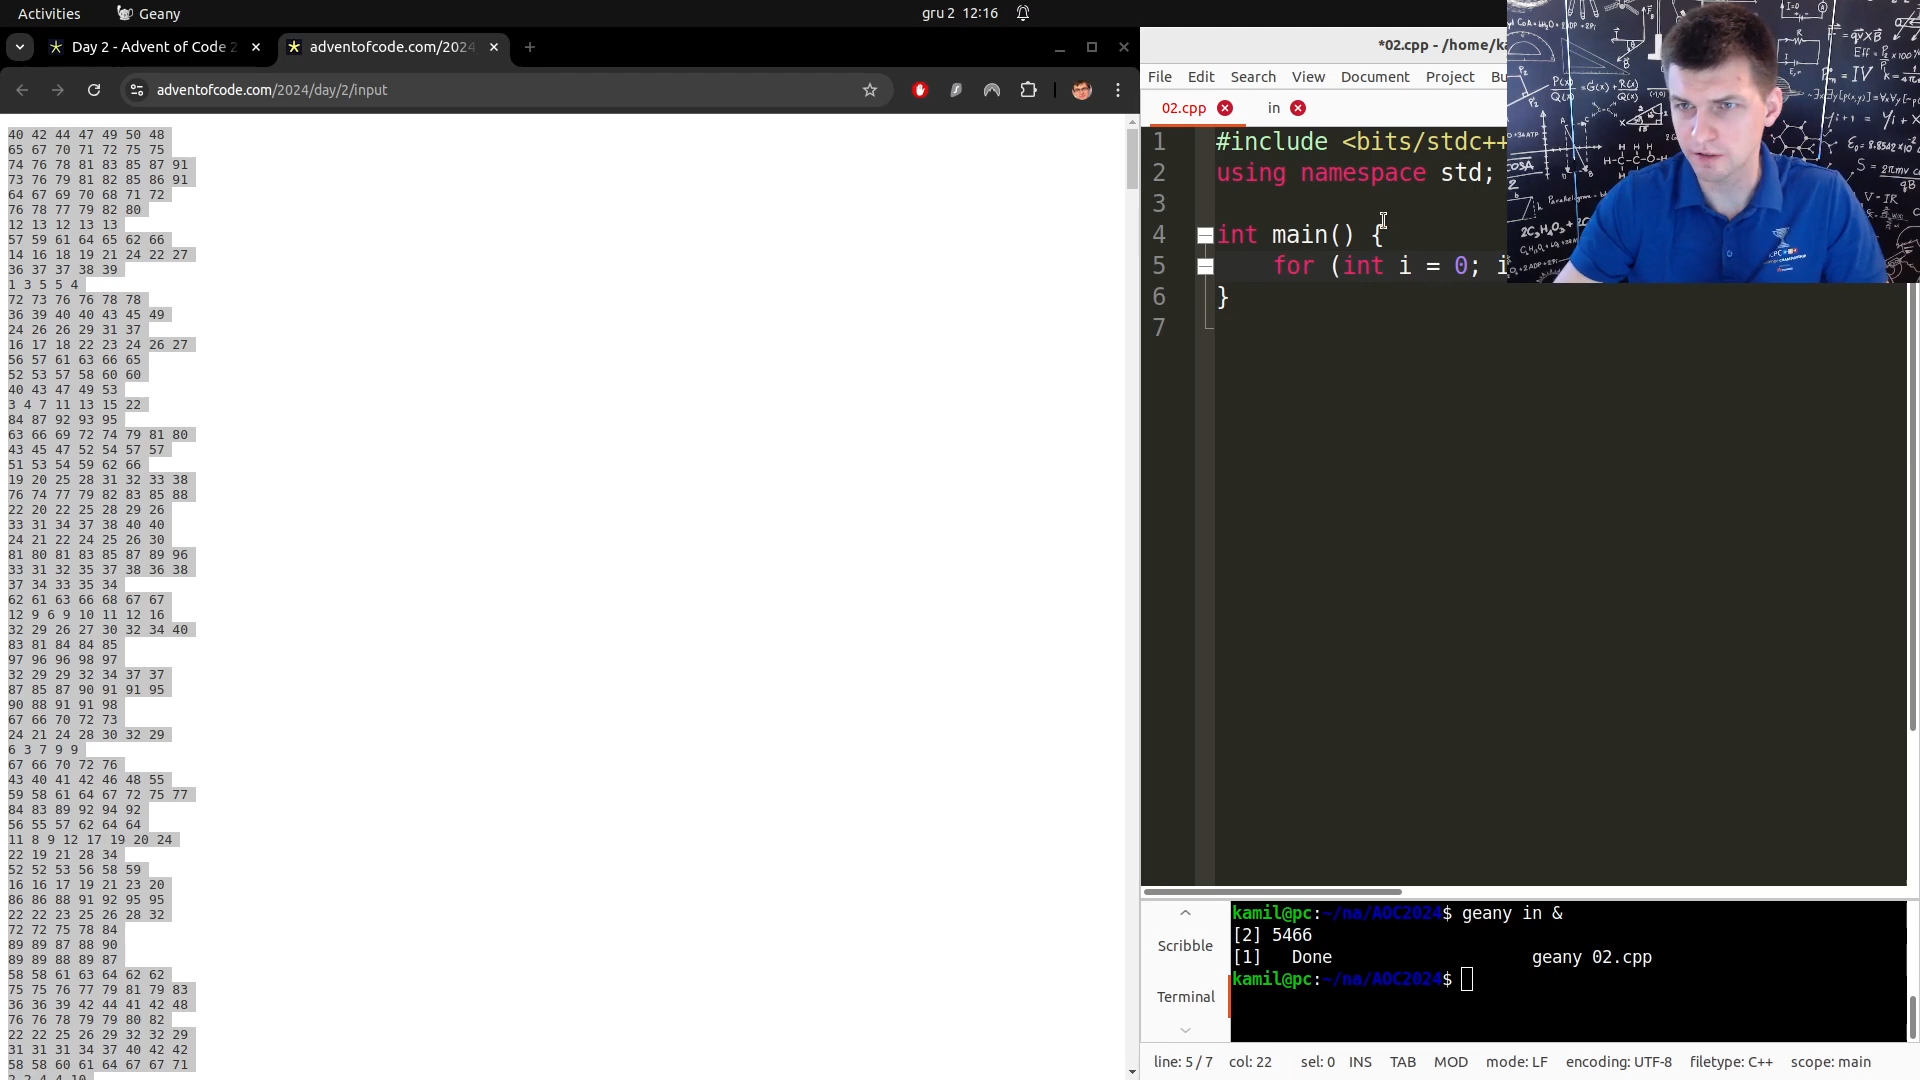 Activities
Geany
gru 2 12:16
Day 2 - Advent of Code 2
adventofcode.com/2024
adventofcode.com/2024/day/2/input
40 42 44 47 49 50 48
65 67 70 71 72 75 75
74 76 78 81 83 85 87 91
73 76 79 81 82 85 86 91
64 67 69 70 68 71 72
76 78 77 79 82 80
12 13 12 13 13
57 59 61 64 65 62 66
14 16 18 19 21 24 22 27
36 37 37 38 39
1 3 5 5 4
72 73 76 76 78 78
36 39 40 40 43 45 49
24 26 26 29 31 37
16 17 18 22 23 24 26 27
56 57 61 63 66 65
52 53 57 58 60 60
40 43 47 49 53
3 4 7 11 13 15 22
84 87 92 93 95
63 66 69 72 74 79 81 80
43 45 47 52 54 57 57
51 53 54 59 62 66
19 20 25 28 31 32 33 38
76 74 77 79 82 83 85 88
22 20 22 25 28 29 26
33 31 34 37 38 40 40
24 21 22 24 25 26 30
81 80 81 83 85 87 89 96
33 31 32 35 37 38 36 38
37 34 33 35 34
62 61 63 66 68 67 67
12 9 6 9 10 11 12 16
32 29 26 27 30 32 34 40
83 81 84 84 85
97 96 96 98 97
32 29 29 32 34 37 37
87 85 87 90 91 91 95
90 88 91 91 98
67 66 70 72 73
24 21 24 28 30 32 29
6 3 7 9 9
67 66 70 72 76
43 40 41 42 46 48 55
59 58 61 64 67 72 75 77
84 83 89 92 94 92
56 55 57 62 64 64
11 8 9 12 17 19 20 24
22 19 21 28 34
52 52 53 56 58 59
16 16 17 19 21 23 20
86 86 88 91 92 95 95
22 22 23 25 26 28 32
72 72 75 78 84
89 89 87 88 90
89 89 88 89 87
58 58 61 63 64 62 62
75 75 76 77 79 81 79 83
36 36 39 42 44 41 42 48
76 76 78 79 79 80 82
22 22 25 26 29 32 32 29
31 31 31 34 37 40 42 42
58 58 60 61 64 67 67 71
2 2 4 4 10
*02.cpp - /home/ka
File Edit Search View Document Project Bu
02.cpp in
1 #include <bits/stdc++
2 using namespace std;
3
4 int main() {
5 for (int i = 0; i
6 }
7
Scribble
Terminal
kamil@pc:~/na/AOC2024$ geany in &
[2] 5466
[1] Done geany 02.cpp
kamil@pc:~/na/AOC2024$
line: 5 / 7 col: 22 sel: 0 INS TAB MOD mode: LF encoding: UTF-8 filetype: C++ scope: main